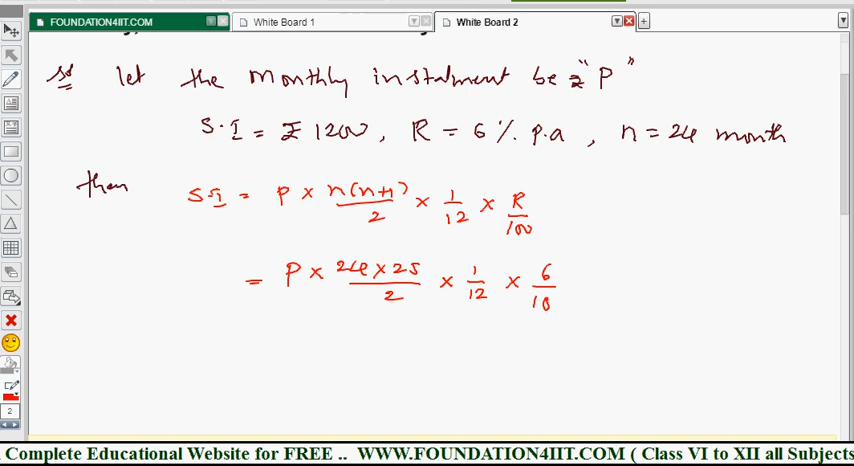 FOUNDATION4IIT.COM White Board 1 White Board 2
Sol let the monthly instalment be ₹ "P"
S.I = ₹ 1200, R = 6 % p.a , n = 24 month
then S.I = P × n(n+1)/2 × 1/12 × R/100
= P × 24×25/2 × 1/12 × 6/10
2
Complete Educational Website for FREE .. WWW.FOUNDATION4IIT.COM ( Class VI to XII all Subjects